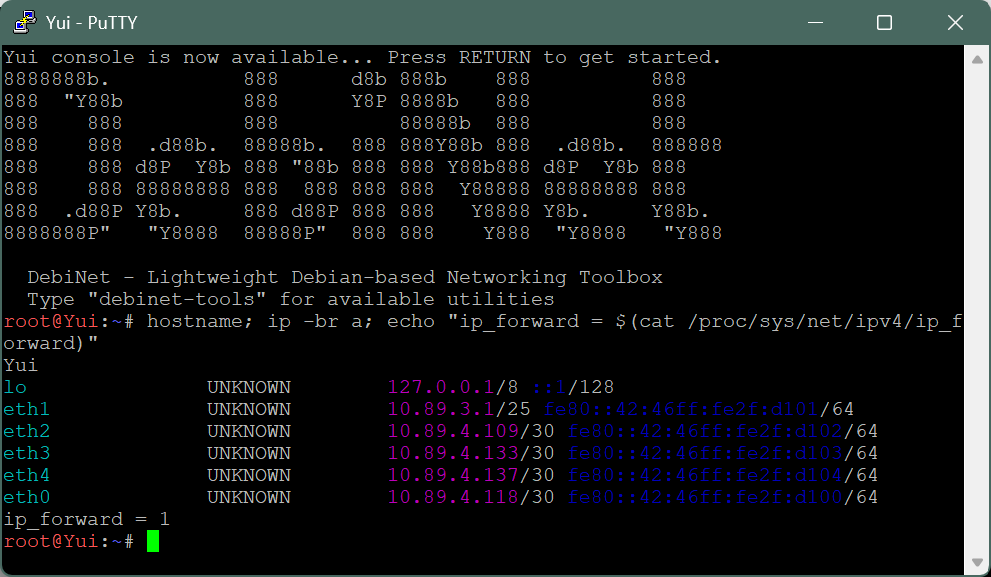 Yui - PuTTY
Yui console is now available... Press RETURN to get started.
8888888b.           888      d8b 888b    888          888
888  "Y88b          888      Y8P 8888b   888          888
888    888          888          88888b  888          888
888    888  .d88b.  88888b.  888 888Y88b 888  .d88b.  888888
888    888 d8P  Y8b 888 "88b 888 888 Y88b888 d8P  Y8b 888
888    888 88888888 888  888 888 888  Y88888 88888888 888
888  .d88P Y8b.     888 d88P 888 888   Y8888 Y8b.     Y88b.
8888888P"   "Y8888  88888P"  888 888    Y888  "Y8888   "Y888
DebiNet - Lightweight Debian-based Networking Toolbox
Type "debinet-tools" for available utilities
root@Yui:~# hostname; ip -br a; echo "ip_forward = $(cat /proc/sys/net/ipv4/ip_f
orward)"
Yui
lo               UNKNOWN        127.0.0.1/8 ::1/128
eth1             UNKNOWN        10.89.3.1/25 fe80::42:46ff:fe2f:d101/64
eth2             UNKNOWN        10.89.4.109/30 fe80::42:46ff:fe2f:d102/64
eth3             UNKNOWN        10.89.4.133/30 fe80::42:46ff:fe2f:d103/64
eth4             UNKNOWN        10.89.4.137/30 fe80::42:46ff:fe2f:d104/64
eth0             UNKNOWN        10.89.4.118/30 fe80::42:46ff:fe2f:d100/64
ip_forward = 1
root@Yui:~#